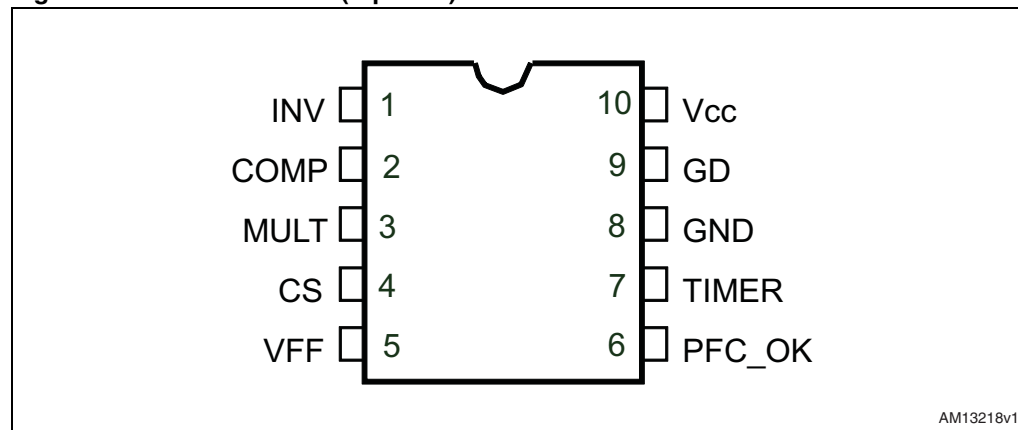 INV 1 10 Vcc
COMP 2 9 GD
MULT 3 8 GND
CS 4 7 TIMER
VFF 5 6 PFC_OK
AM13218v1